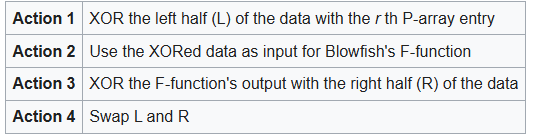 Action 1 XOR the left half (L) of the data with the r th P-array entry
Action 2 Use the XORed data as input for Blowfish's F-function
Action 3 XOR the F-function's output with the right half (R) of the data
Action 4 Swap L and R